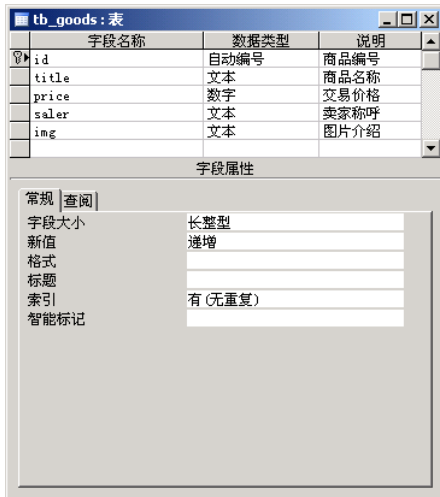 tb_goods : 表
字段名称 数据类型 说明
id 自动编号 商品编号
title 文本 商品名称
price 数字 交易价格
saler 文本 卖家称呼
img 文本 图片介绍
字段属性
常规 查阅
字段大小 长整型
新值 递增
格式
标题
索引 有(无重复)
智能标记